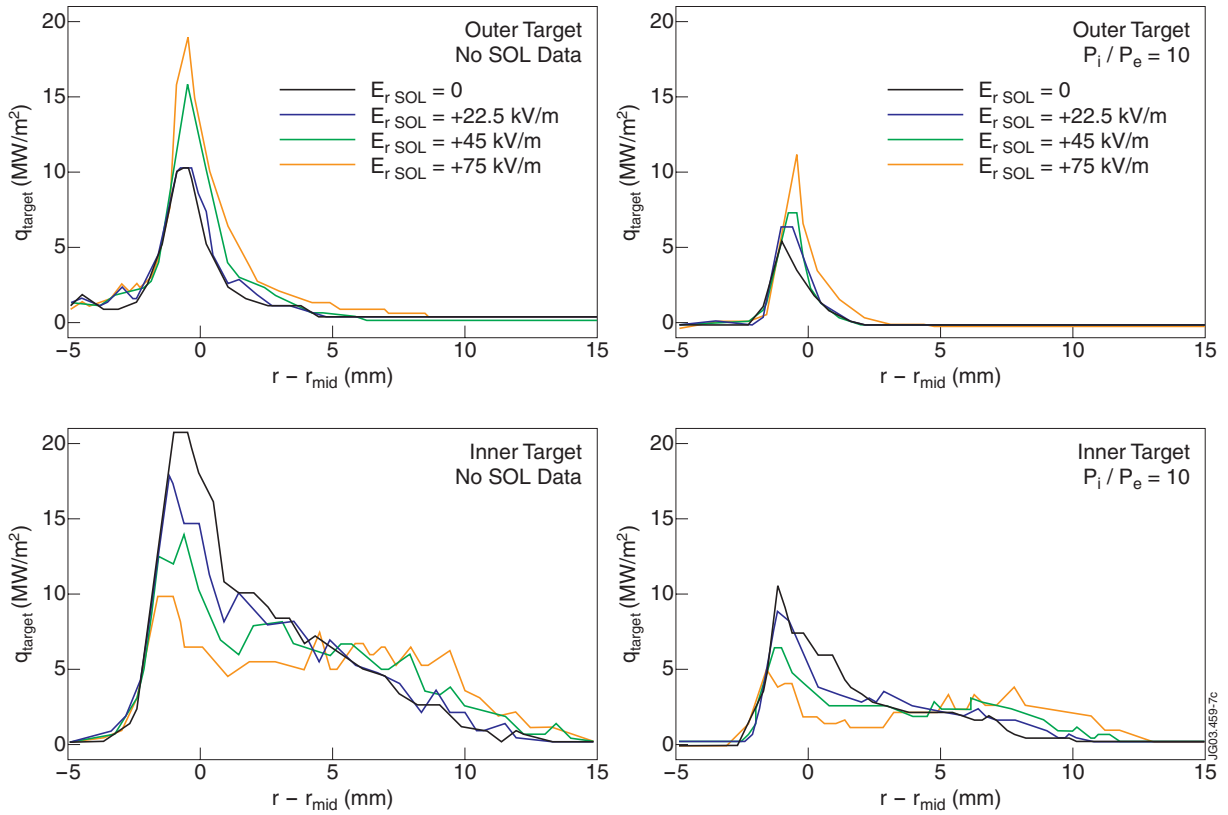 20
15
10
5
0
q_target (MW/m²)
Outer Target
No SOL Data
E_r SOL = 0
E_r SOL = +22.5 kV/m
E_r SOL = +45 kV/m
E_r SOL = +75 kV/m
−5 0 5 10 15
r − r_mid (mm)
20
15
10
5
0
q_target (MW/m²)
Outer Target
P_i / P_e = 10
E_r SOL = 0
E_r SOL = +22.5 kV/m
E_r SOL = +45 kV/m
E_r SOL = +75 kV/m
−5 0 5 10 15
r − r_mid (mm)
20
15
10
5
0
q_target (MW/m²)
Inner Target
No SOL Data
−5 0 5 10 15
r − r_mid (mm)
20
15
10
5
0
q_target (MW/m²)
Inner Target
P_i / P_e = 10
−5 0 5 10 15
r − r_mid (mm)
JG03.459-7c